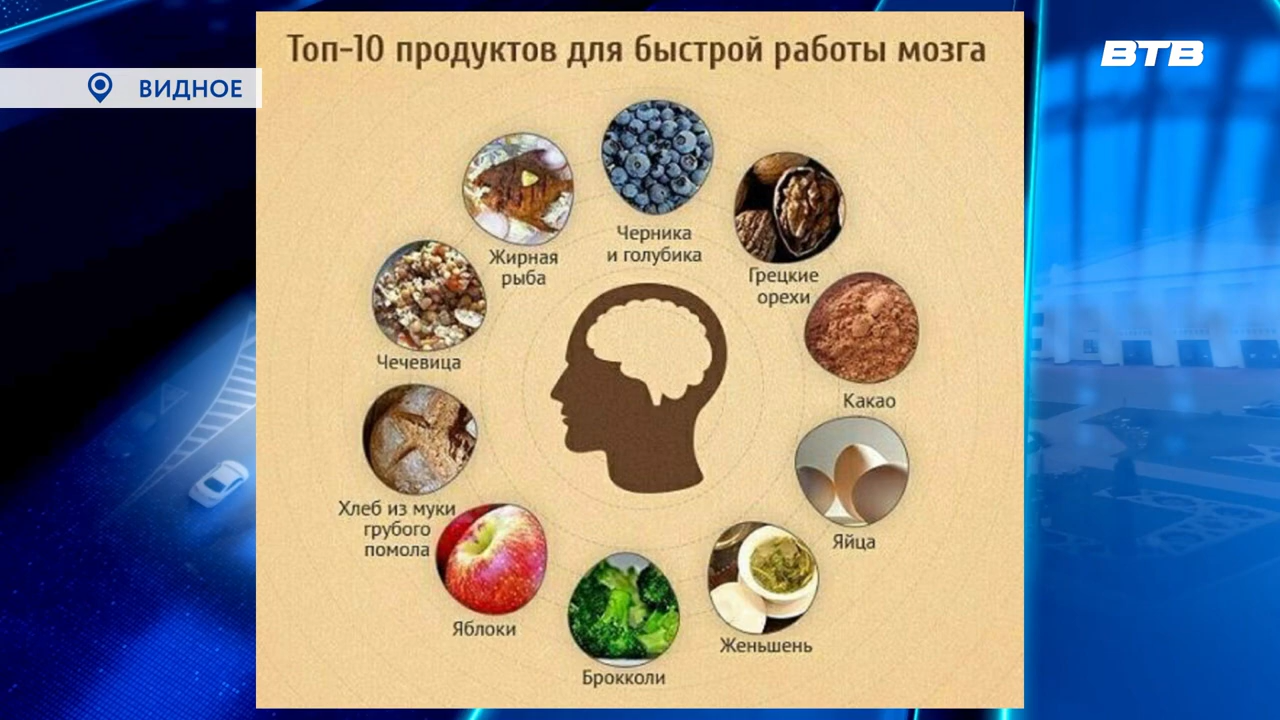 Топ-10 продуктов для быстрой работы мозга
ВТВ
ВИДНОЕ
Черника
и голубика
Жирная
рыба
Грецкие
орехи
Чечевица
Какао
Хлеб из муки
грубого
помола
Яйца
Яблоки
Женьшень
Брокколи